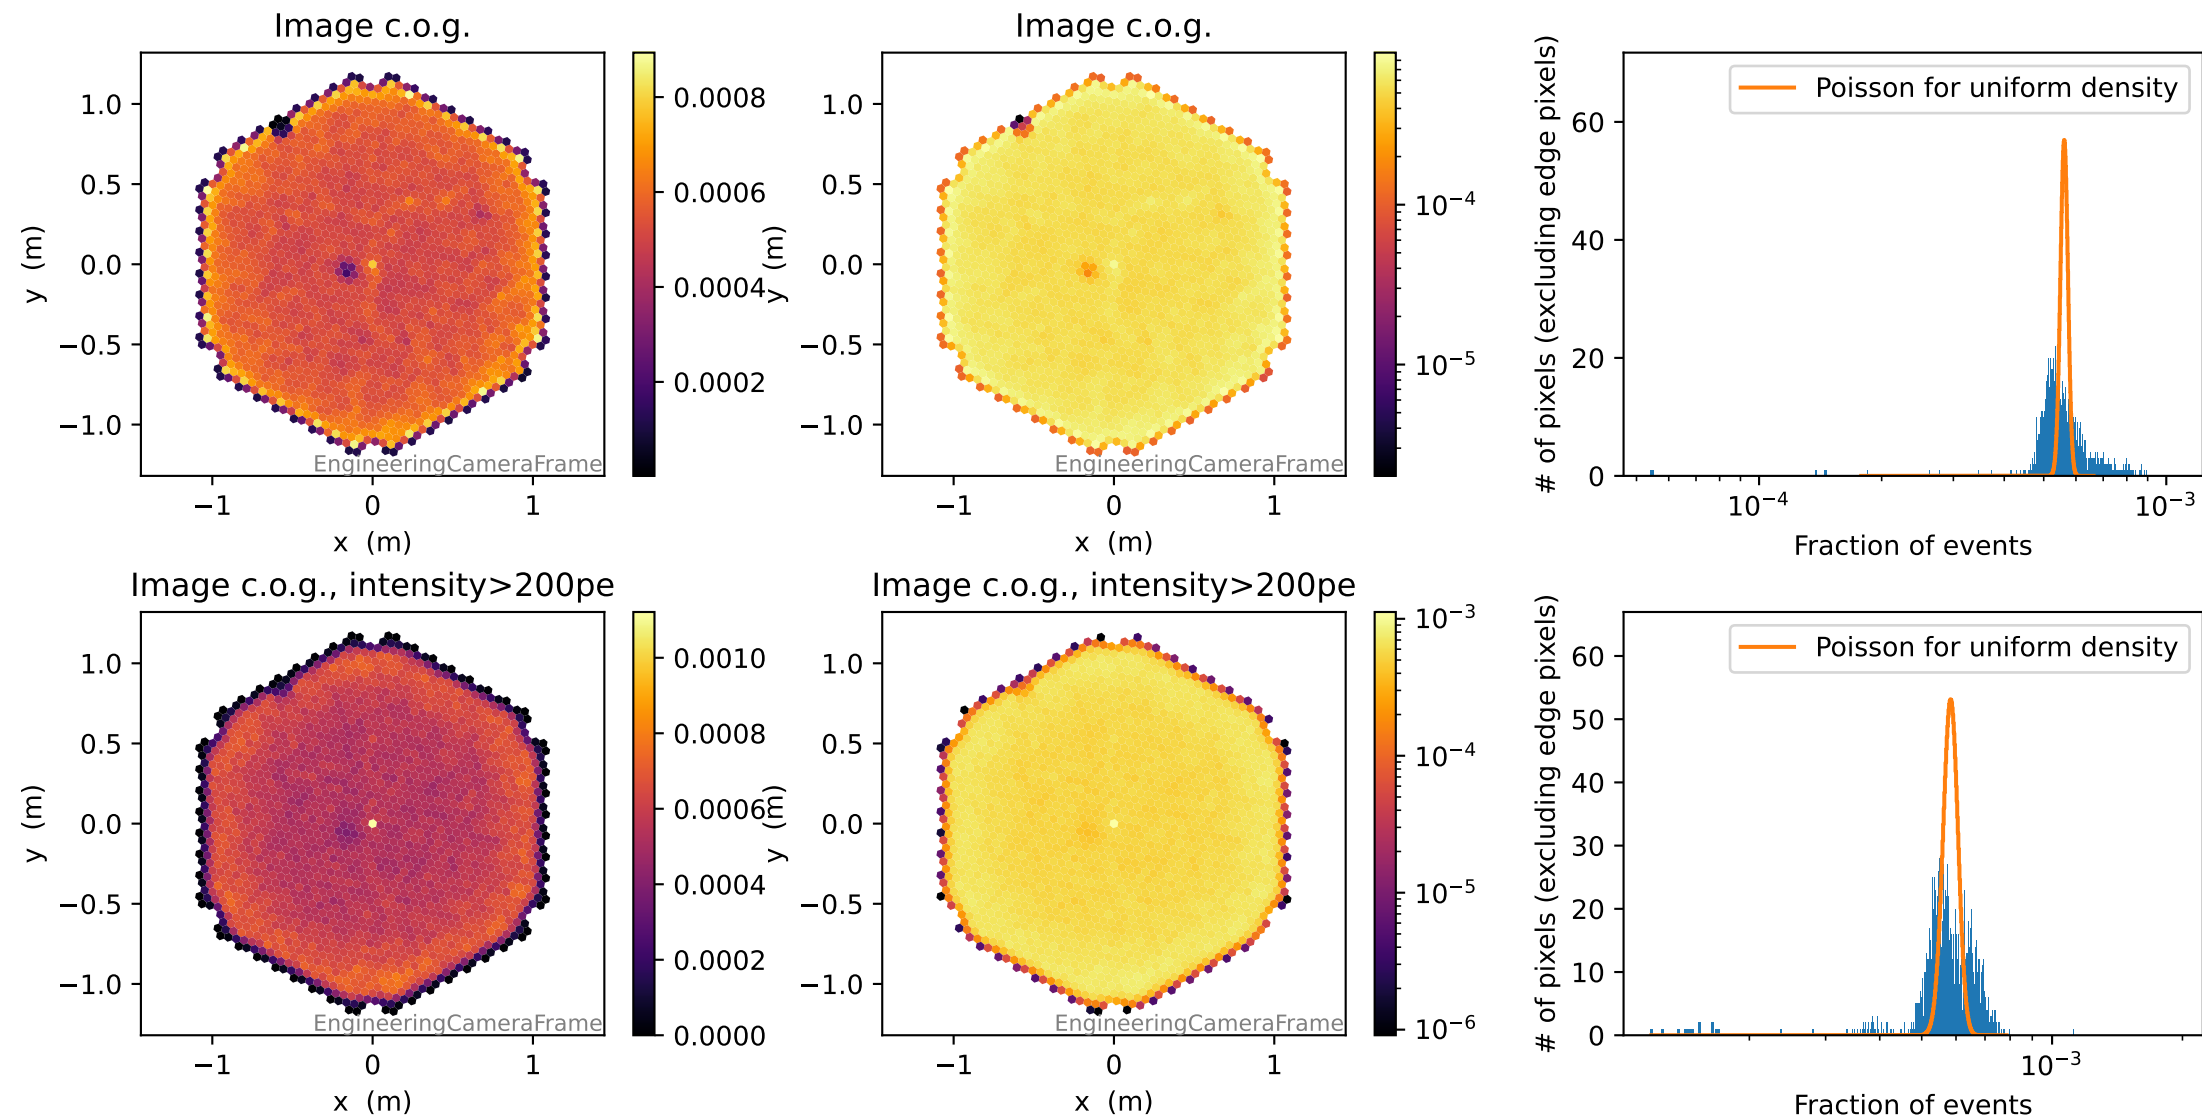 Image c.o.g.
1.0
0.5
0.0
−0.5
−1.0
y (m)
−1
0
1
x (m)
EngineeringCameraFrame
0.0008
0.0006
0.0004
0.0002
Image c.o.g.
1.0
0.5
0.0
−0.5
−1.0
y (m)
−1
0
1
x (m)
EngineeringCameraFrame
10−4
10−5
# of pixels (excluding edge pixels)
60
40
20
0
Poisson for uniform density
10−4
10−3
Fraction of events
Image c.o.g., intensity>200pe
1.0
0.5
0.0
−0.5
−1.0
y (m)
−1
0
1
x (m)
EngineeringCameraFrame
0.0010
0.0008
0.0006
0.0004
0.0002
0.0000
Image c.o.g., intensity>200pe
1.0
0.5
0.0
−0.5
−1.0
y (m)
−1
0
1
x (m)
EngineeringCameraFrame
10−3
10−4
10−5
10−6
# of pixels (excluding edge pixels)
60
50
40
30
20
10
0
Poisson for uniform density
10−3
Fraction of events